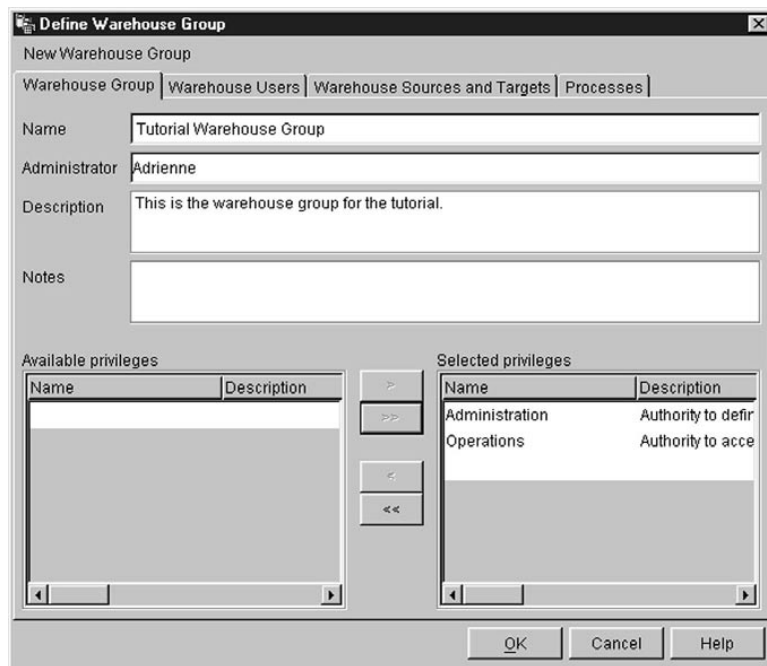 Define Warehouse Group
New Warehouse Group
Warehouse Group Warehouse Users Warehouse Sources and Targets Processes
Name Tutorial Warehouse Group
Administrator Adrienne
Description This is the warehouse group for the tutorial.
Notes
Available privileges Selected privileges
Name Description > Name Description
>> Administration Authority to defin
Operations Authority to acce
<
<<
OK Cancel Help